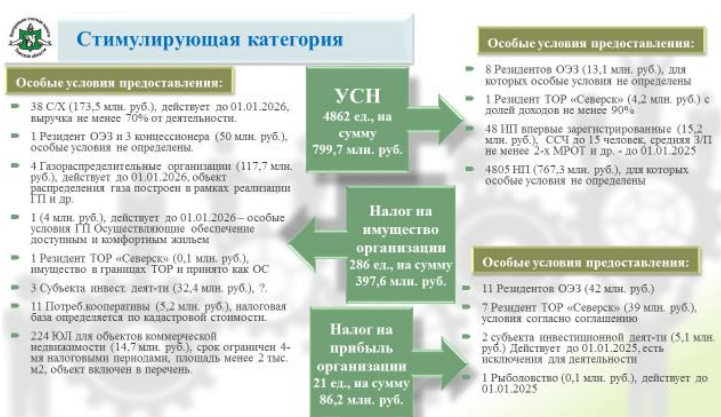 Стимулирующая категория
Особые условия предоставления:
38 С/Х (173,5 млн. руб.), действует до 01.01.2026,
выручка не менее 70% от деятельности.
1 Резидент ОЭЗ и 3 концессионера (50 млн. руб.),
особые условия не определены.
4 Газораспределительные организации (117,7 млн.
руб.), действует до 01.01.2026, объект
распределения газа построен в рамках реализации
ГП и др.
1 (4 млн. руб.), действует до 01.01.2026 – особые
условия ГП Осуществляющие обеспечение
доступным и комфортным жильем
1 Резидент ТОР «Северск» (0,1 млн. руб.),
имущество в границах ТОР и принято как ОС
3 Субъекта инвест. деят-ти (32,4 млн. руб.), ?.
11 Потреб.кооперативы (5,2 млн. руб.), налоговая
база определяется по кадастровой стоимости.
224 ЮЛ для объектов коммерческой
недвижимости (14,7 млн. руб.), срок ограничен 4-
мя налоговыми периодами, площадь менее 2 тыс.
м2, объект включен в перечень.
УСН
4862 ед., на
сумму
799,7 млн. руб.
Налог на
имущество
организации
286 ед., на сумму
397,6 млн. руб.
Налог на
прибыль
организации
21 ед., на сумму
86,2 млн. руб.
Особые условия предоставления:
8 Резидентов ОЭЗ (13,1 млн. руб.), для
которых особые условия не определены
1 Резидент ТОР «Северск» (4,2 млн. руб.) с
долей доходов не менее 90%
48 ИП впервые зарегистрированные (15,2
млн. руб.), ССЧ до 15 человек, средняя З/П
не менее 2-х МРОТ и др. - до 01.01.2025
4805 НП (767,3 млн. руб.), для которых
особые условия не определены
Особые условия предоставления:
11 Резидентов ОЭЗ (42 млн. руб.)
7 Резидент ТОР «Северск» (39 млн. руб.),
условия согласно соглашению
2 субъекта инвестиционной деят-ти (5,1 млн.
руб.) Действует до 01.01.2025, есть
исключения для деятельности
1 Рыболовство (0,1 млн. руб.), действует до
01.01.2025